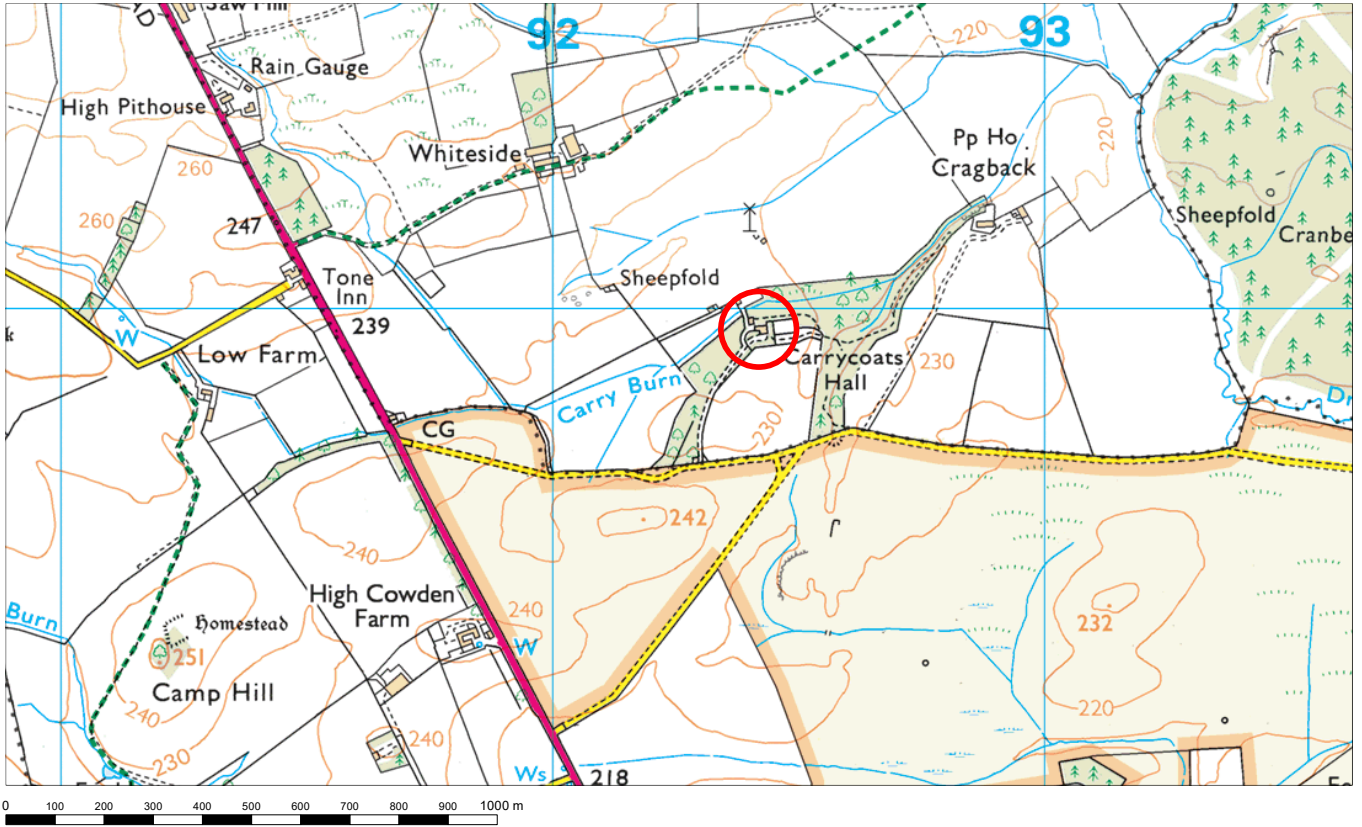 Saw Mill
92
93
220
Rain Gauge
High Pithouse
Whiteside
Pp Ho
Cragback
220
260
260
247
Sheepfold
Sheepfold
Tone
Inn
239
W
Low Farm
Carrycoats
Hall
230
Carry Burn
230
CG
242
240
High Cowden
Farm
240
W
Burn
Homestead
251
Camp Hill
240
230
240
232
220
Ws
218
0 100 200 300 400 500 600 700 800 900 1000 m